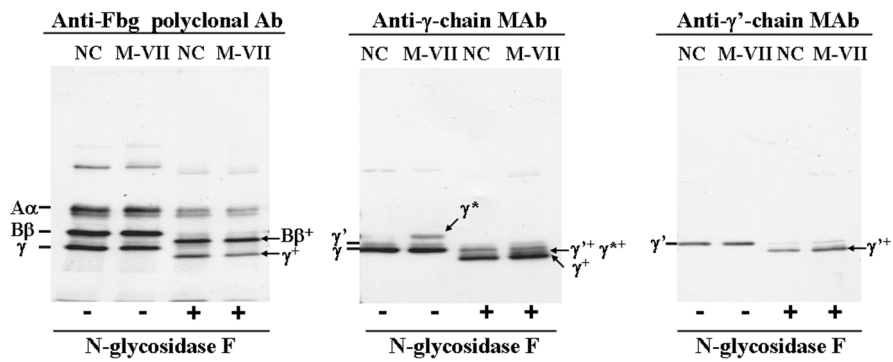 Anti-Fbg polyclonal Ab
NC M-VII NC M-VII
Aα
Bβ
γ
Bβ+
γ+
- - + +
N-glycosidase F
Anti-γ-chain MAb
NC M-VII NC M-VII
γ*
γ'
γ
γ'+ γ*+
γ+
- - + +
N-glycosidase F
Anti-γ'-chain MAb
NC M-VII NC M-VII
γ'
γ'+
- - + +
N-glycosidase F